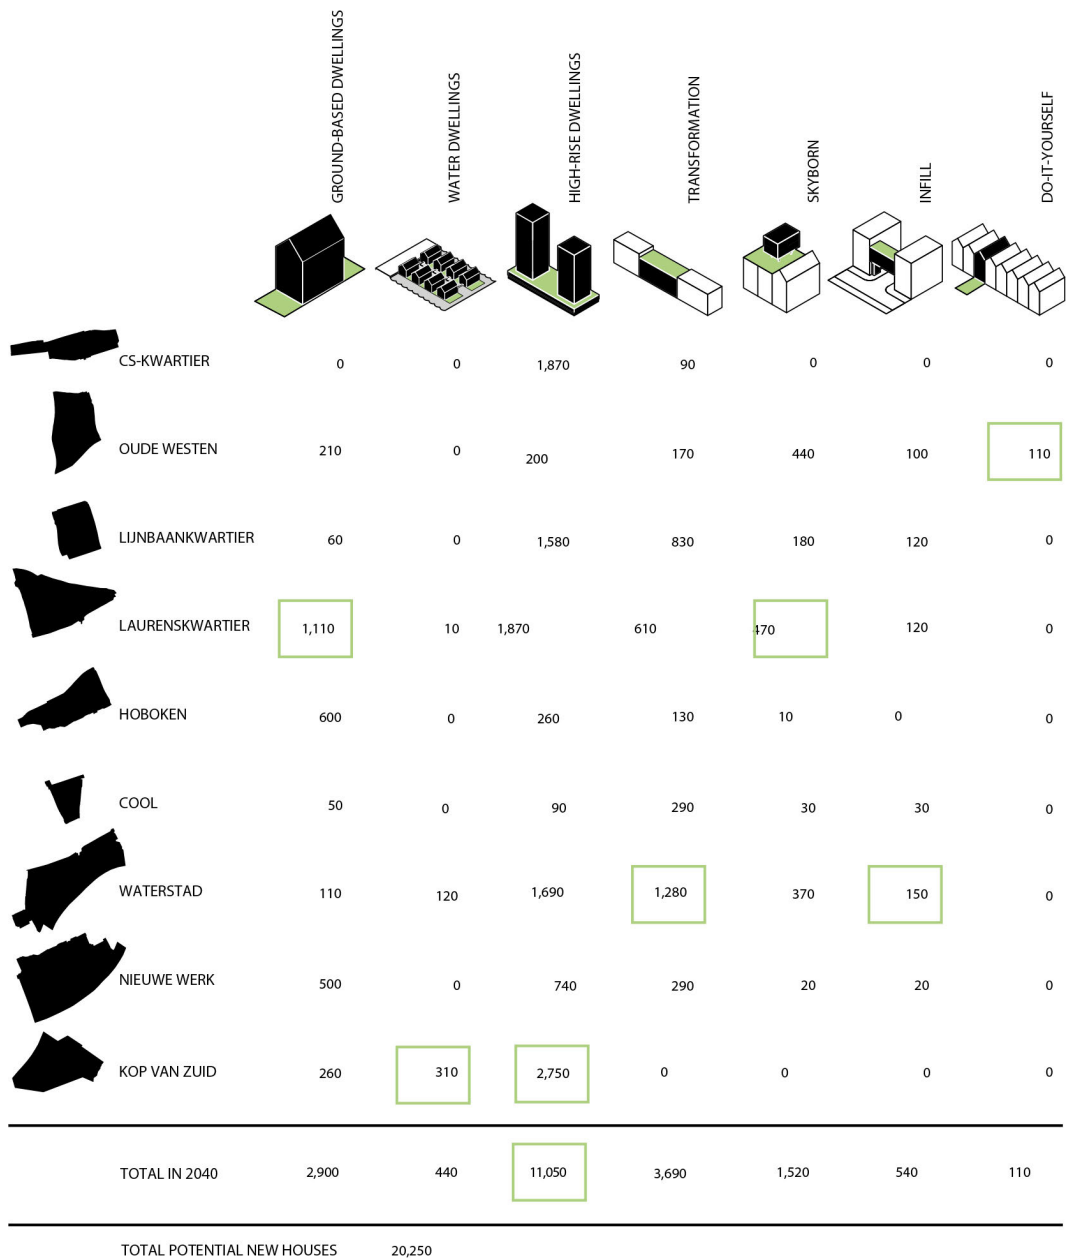 GROUND-BASED DWELLINGS
WATER DWELLINGS
HIGH-RISE DWELLINGS
TRANSFORMATION
SKYBORN
INFILL
DO-IT-YOURSELF
CS-KWARTIER 0 0 1,870 90 0 0 0
OUDE WESTEN 210 0 200 170 440 100 110
LIJNBAANKWARTIER 60 0 1,580 830 180 120 0
LAURENSKWARTIER 1,110 10 1,870 610 470 120 0
HOBOKEN 600 0 260 130 10 0 0
COOL 50 0 90 290 30 30 0
WATERSTAD 110 120 1,690 1,280 370 150 0
NIEUWE WERK 500 0 740 290 20 20 0
KOP VAN ZUID 260 310 2,750 0 0 0 0
TOTAL IN 2040 2,900 440 11,050 3,690 1,520 540 110
TOTAL POTENTIAL NEW HOUSES 20,250